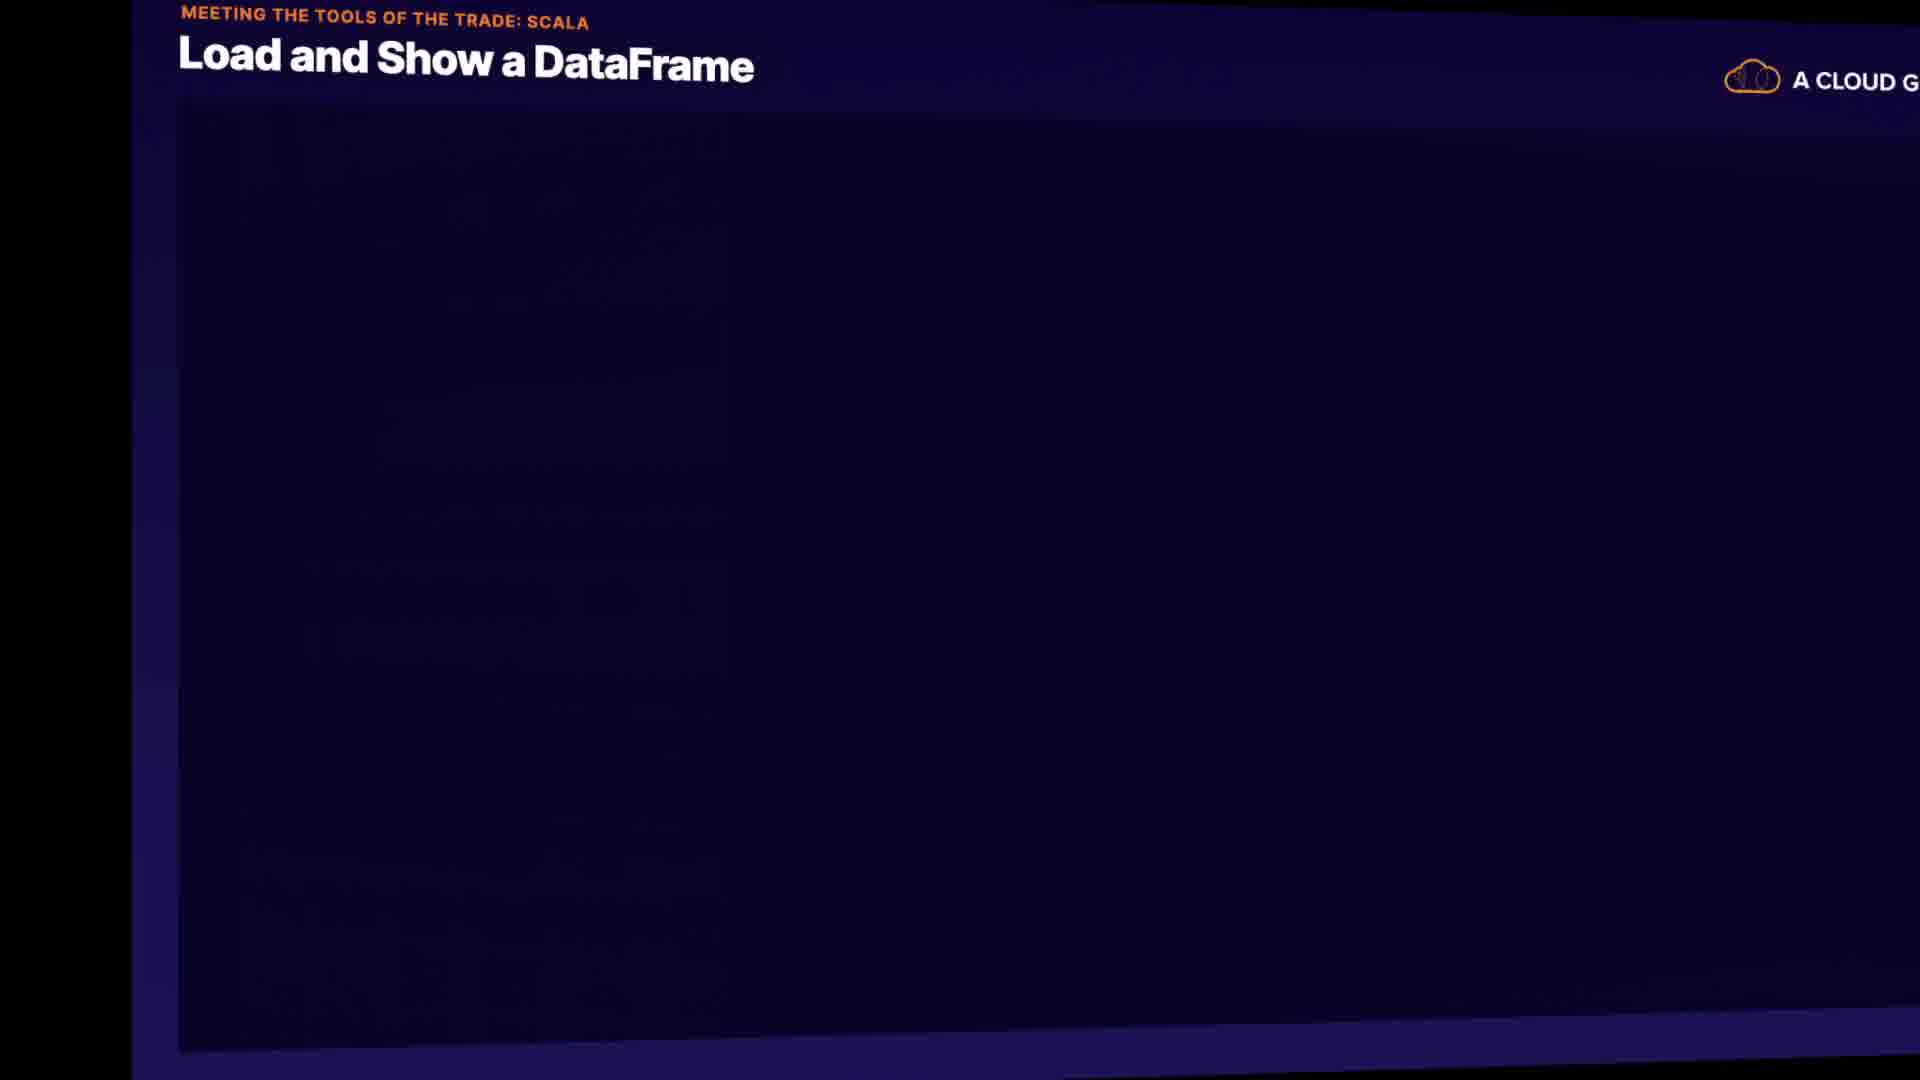 MEETING THE TOOLS OF THE TRADE: SCALA
Load and Show a DataFrame
A CLOUD G